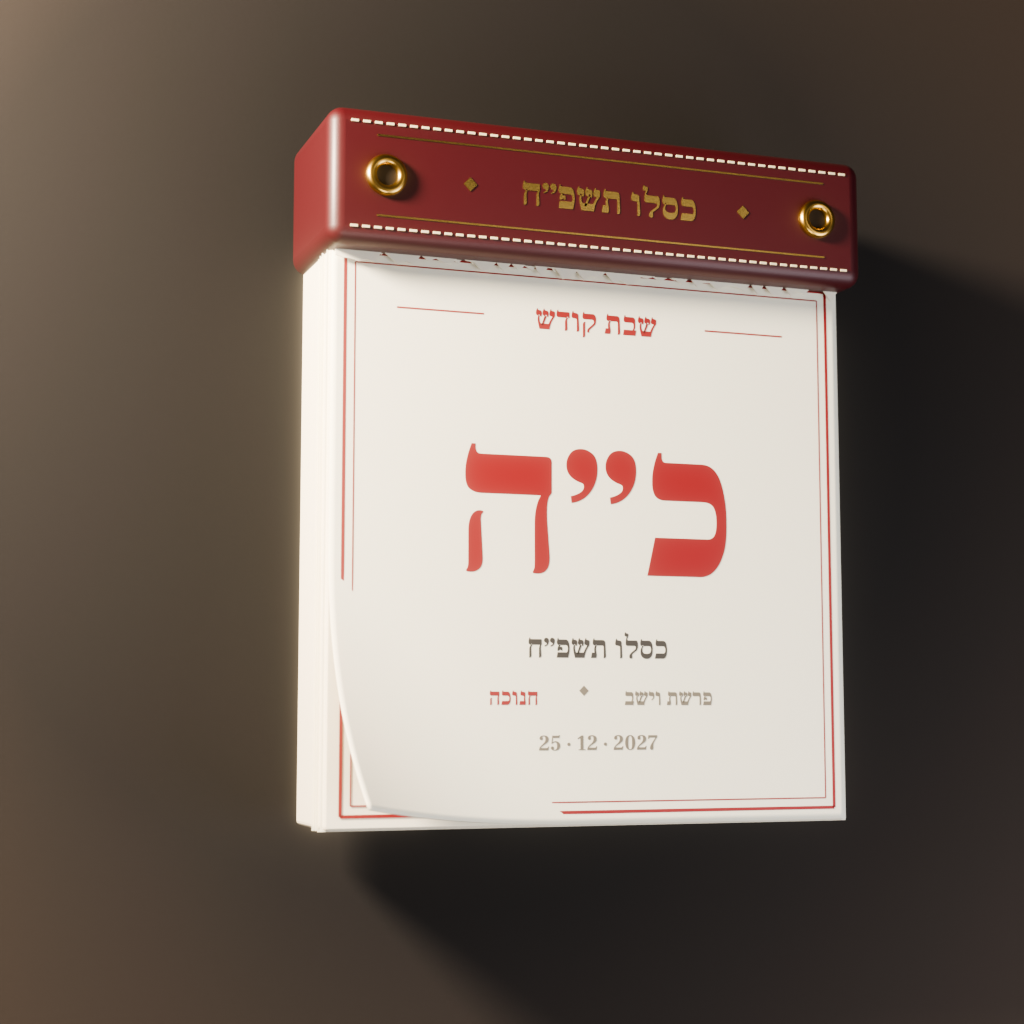 כסלו תשפ״ח
שבת קודש
כ״ה
כסלו תשפ״ח
פרשת וישב ◆ חנוכה
25 · 12 · 2027